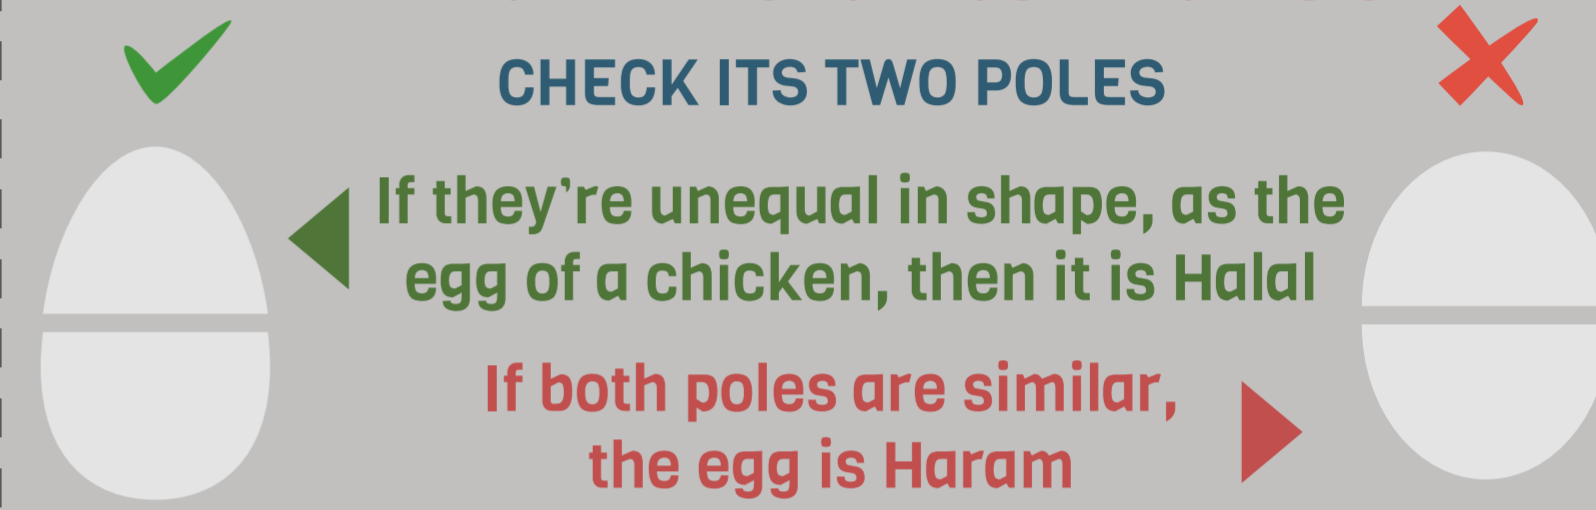 CHECK ITS TWO POLES
If they’re unequal in shape, as the
egg of a chicken, then it is Halal
If both poles are similar,
the egg is Haram